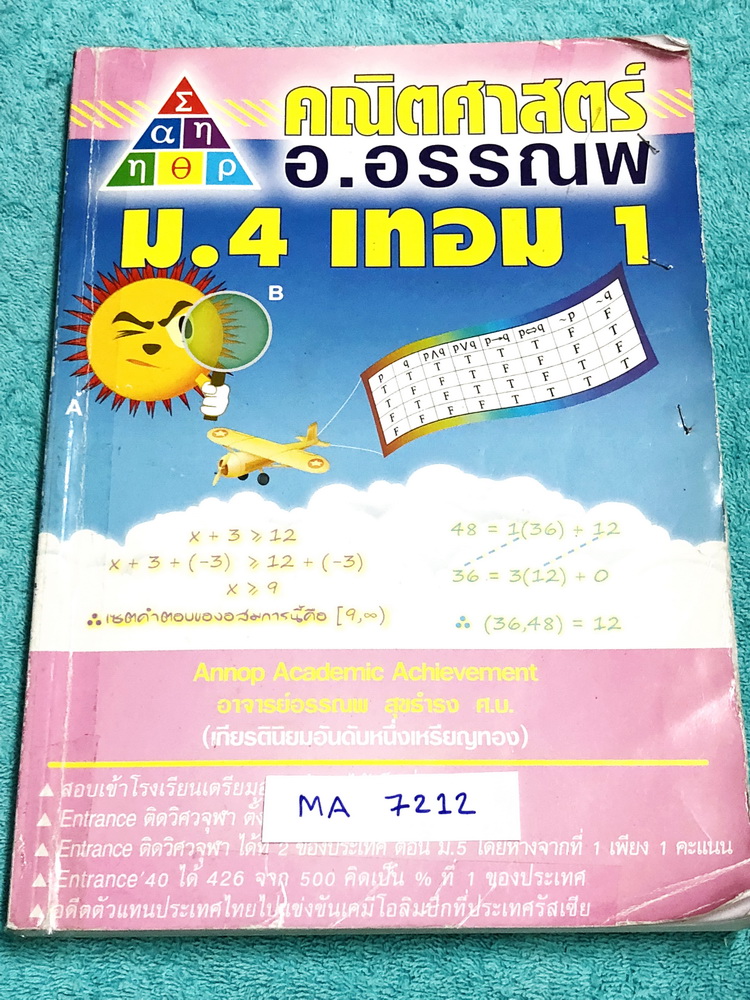 Σ
α η
η θ ρ
คณิตศาสตร์
อ.อรรณพ
ม.4 เทอม 1
B
A
p q p∧q p∨q p→q p⇔q ~p ~q
T T T T T T F F
T F F T F F F T
F T F T T F T F
F F F F T T T T
x + 3 ⩾ 12
x + 3 + (-3) ⩾ 12 + (-3)
x ⩾ 9
∴ เซตคำตอบของอสมการนี้คือ [9,∞)
48 = 1(36) + 12
36 = 3(12) + 0
∴ (36,48) = 12
Annop Academic Achievement
อาจารย์อรรณพ สุขธำรง ศ.บ.
(เกียรตินิยมอันดับหนึ่งเหรียญทอง)
▲ สอบเข้าโรงเรียนเตรียม
▲ Entrance ติดวิศวจุฬา ตั้
MA 7212
▲ Entrance ติดวิศวจุฬา ได้ที่ 2 ของประเทศ ตอน ม.5 โดยห่างจากที่ 1 เพียง 1 คะแนน
▲ Entrance'40 ได้ 426 จาก 500 คิดเป็น % ที่ 1 ของประเทศ
▲ อดีตตัวแทนประเทศไทยไปแข่งขันเคมีโอลิมปิกที่ประเทศรัสเซีย